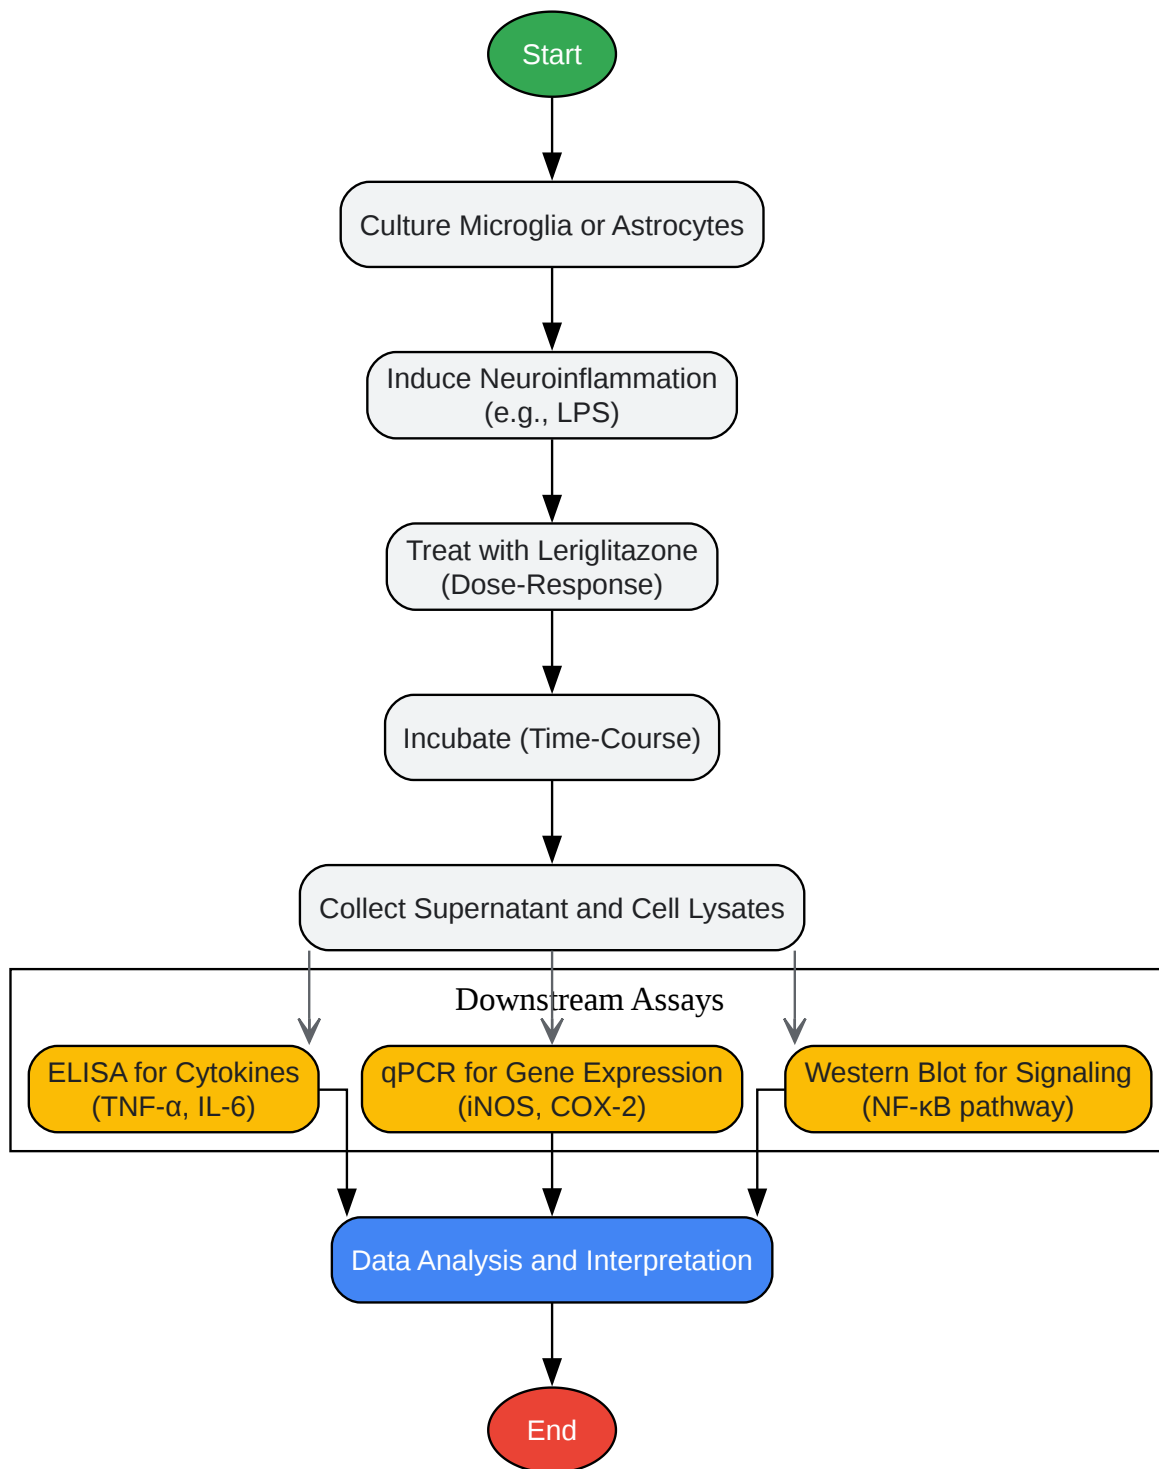 Start
Culture Microglia or Astrocytes
Induce Neuroinflammation
(e.g., LPS)
Treat with Leriglitazone
(Dose-Response)
Incubate (Time-Course)
Collect Supernatant and Cell Lysates
Downstream Assays
ELISA for Cytokines
(TNF-α, IL-6)
qPCR for Gene Expression
(iNOS, COX-2)
Western Blot for Signaling
(NF-κB pathway)
Data Analysis and Interpretation
End